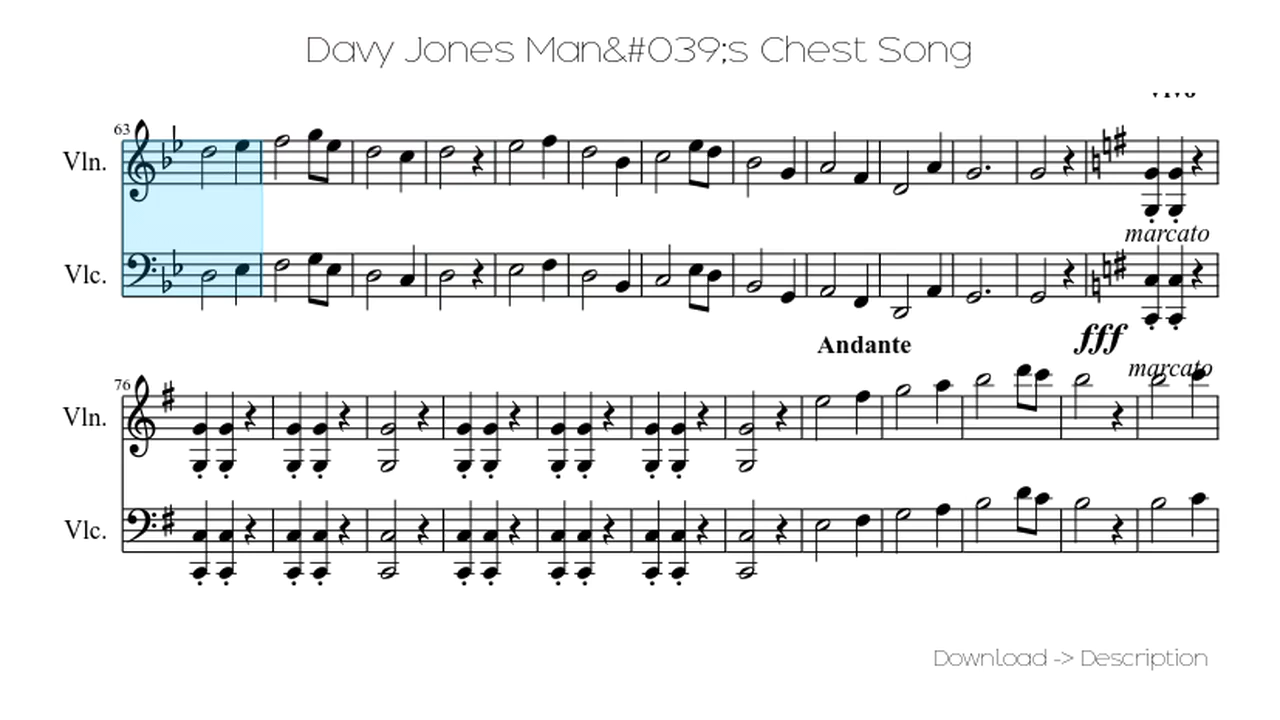 Davy Jones Man&#039;s Chest Song
63
Vln.
marcato
Vlc.
Andante
fff
marcato
76
Vln.
Vlc.
Download -> Description